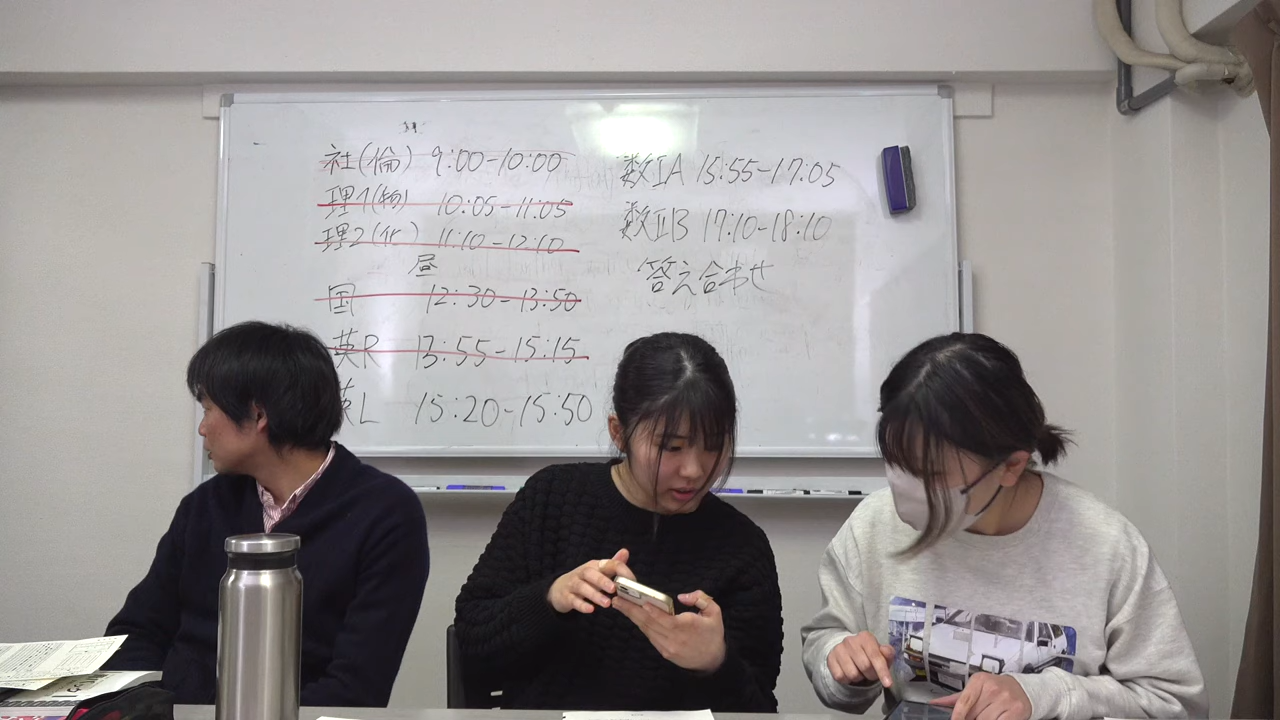 社(倫) 9:00-10:00
理1(物) 10:05-11:05
理2(化) 11:10-12:10
昼
国 12:30-13:50
英R 13:55-15:15
英L 15:20-15:50
数IA 15:55-17:05
数IIB 17:10-18:10
答え合わせ